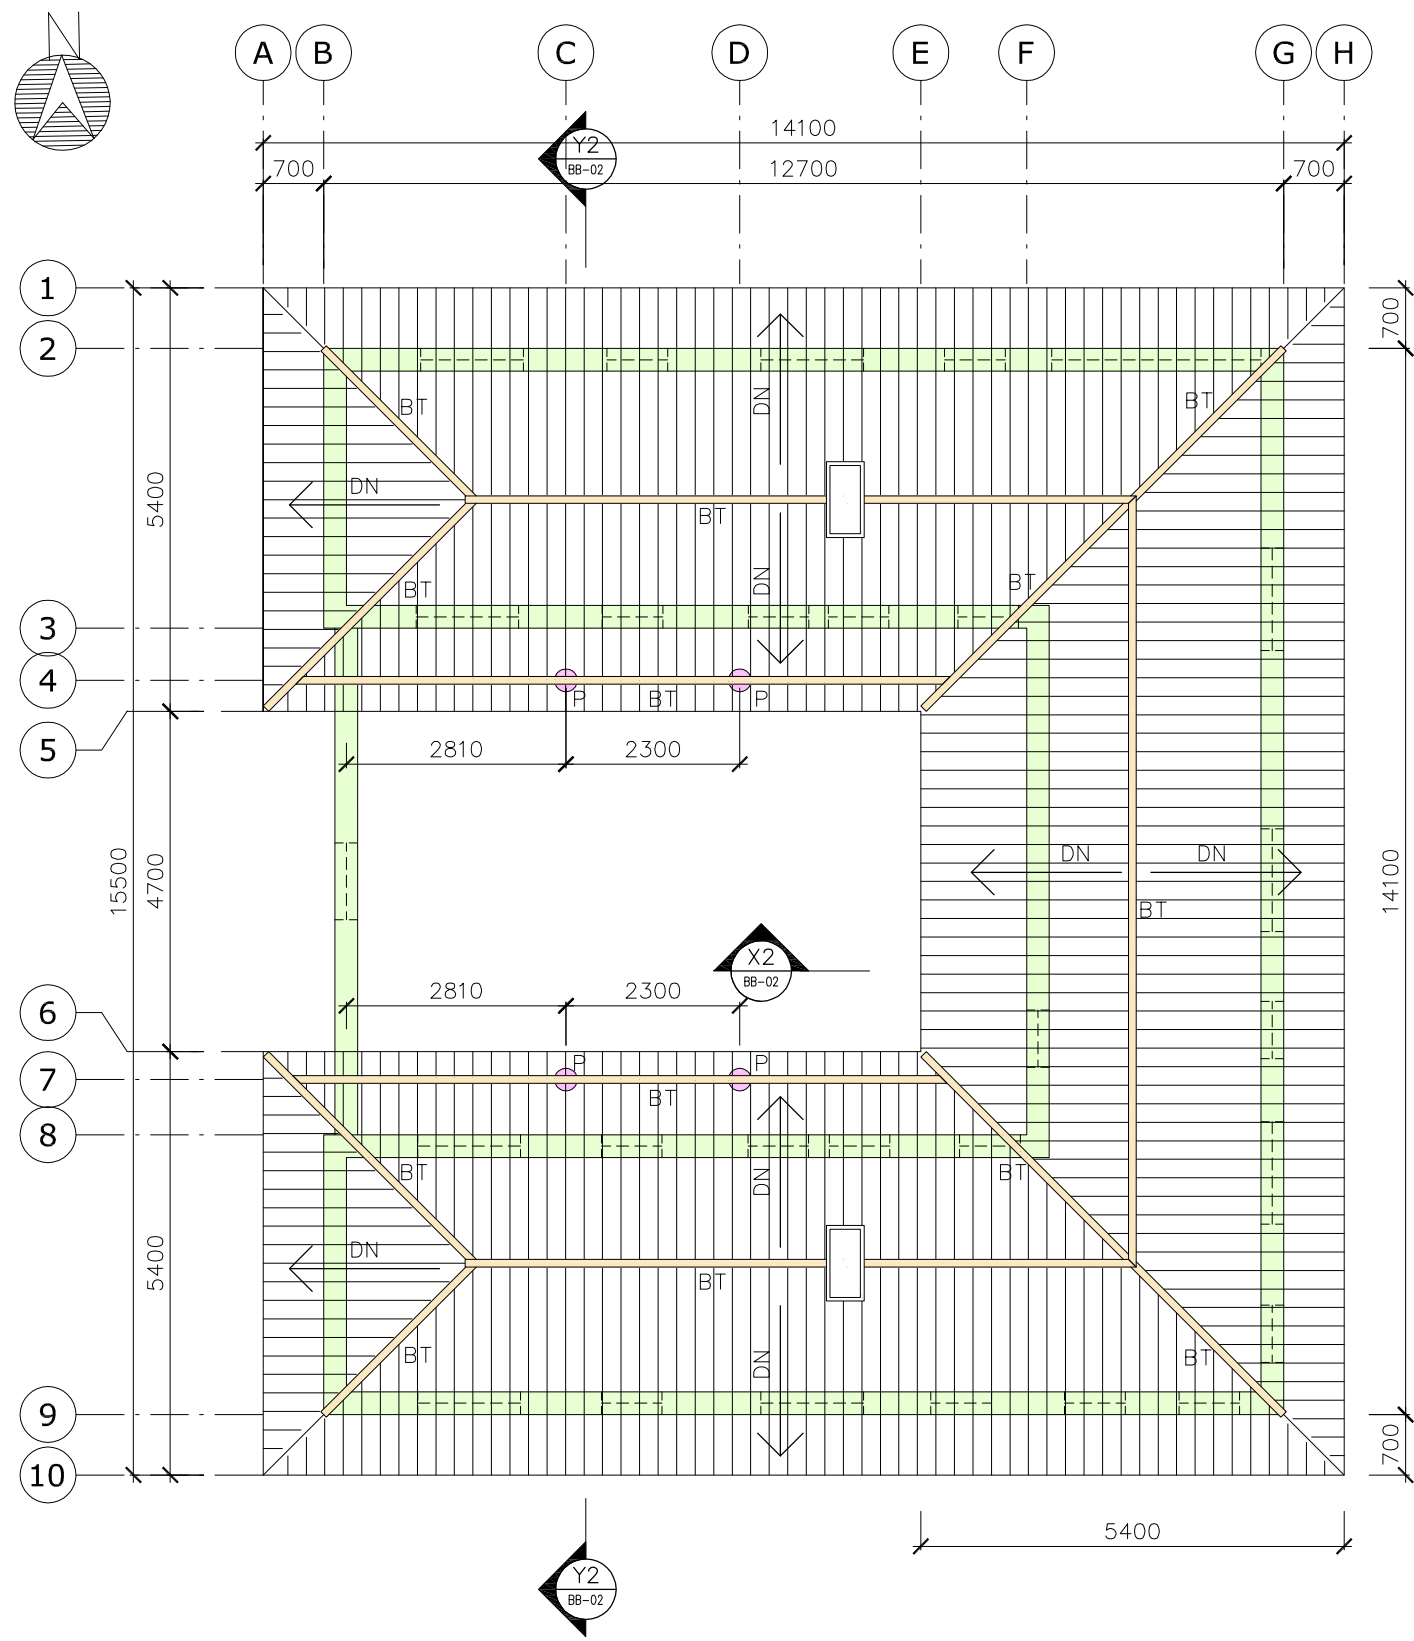 N
A B C D E F G H
14100
Y2
BB-02
700 12700 700
1
2
700
DN
BT BT
5400
DN
BT
DN
BT BT
3
4
P BT P
5
2810 2300
15500 4700 14100
DN DN
BT
X2
BB-02
2810 2300
6
7
P P
BT
8
BT BT
DN
5400
DN
BT
DN
BT BT
9
10
700
5400
Y2
BB-02